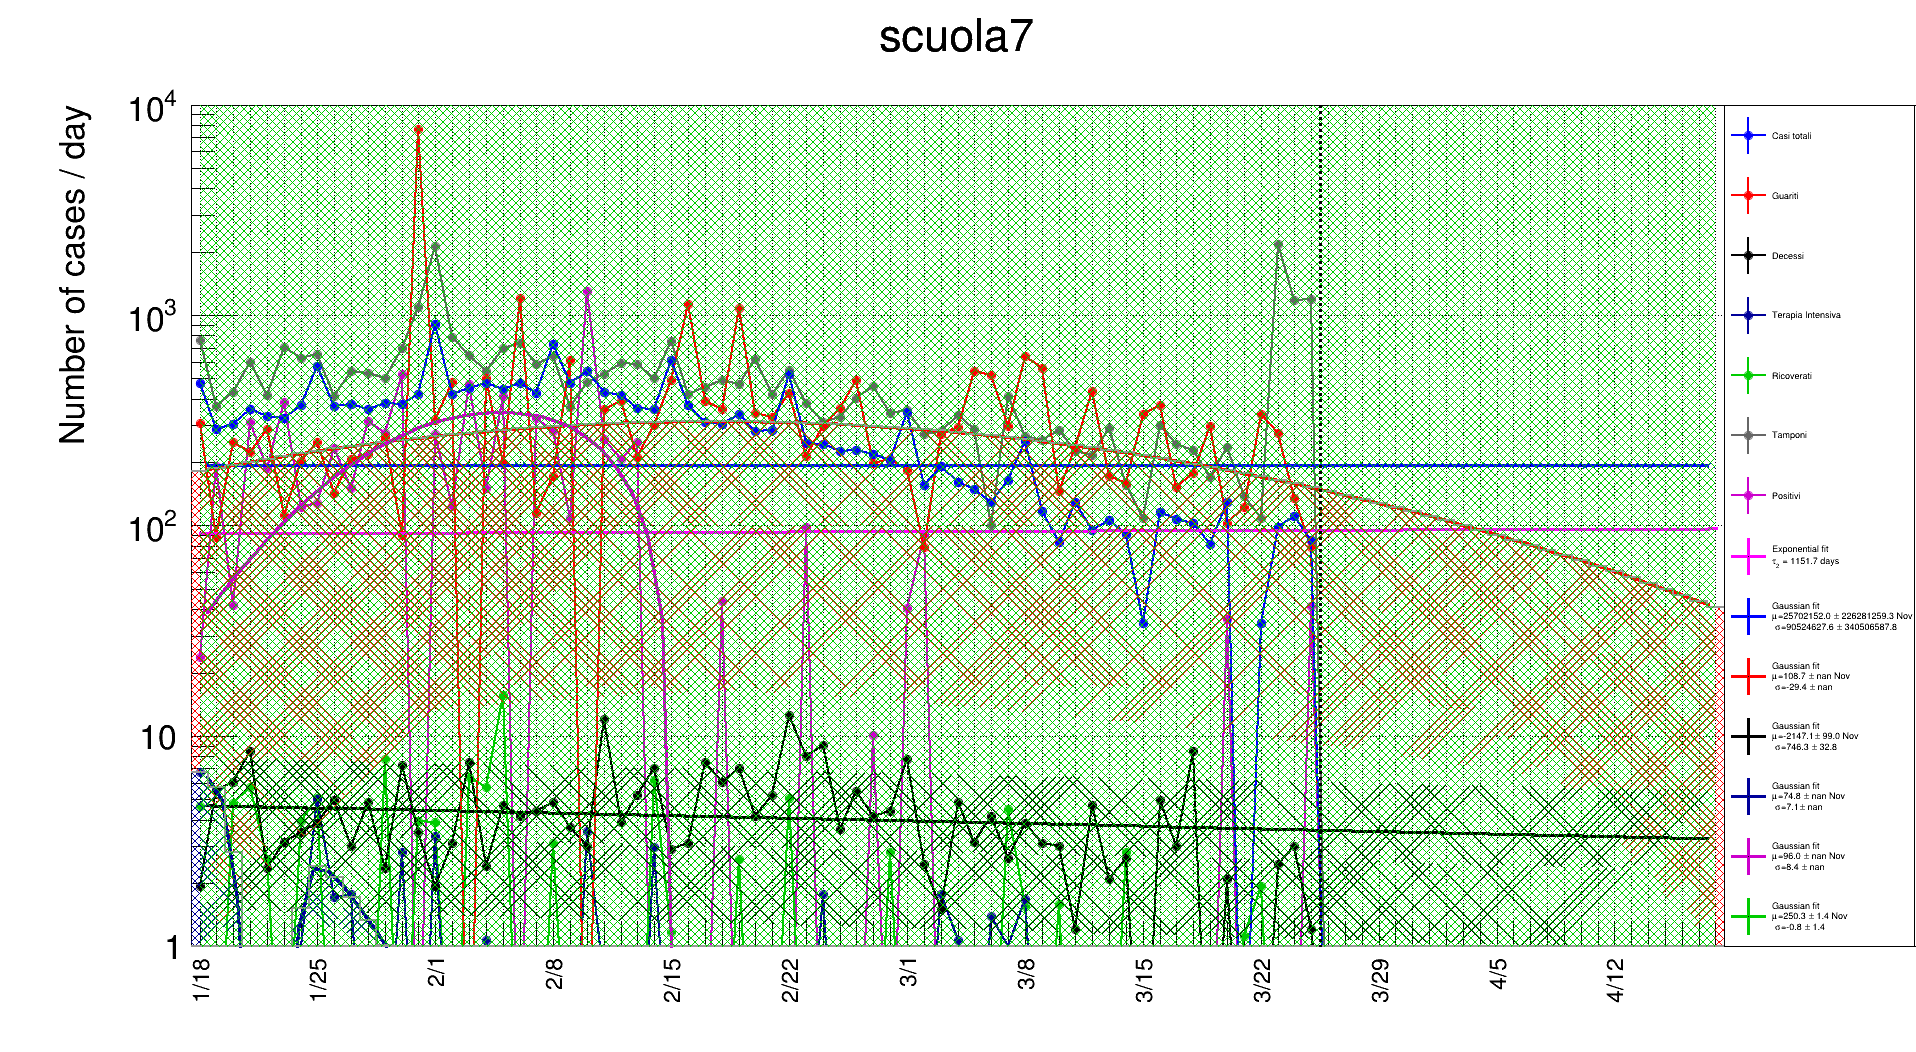 scuola7
Number of cases / day
10^4
10^3
10^2
10
1
1/18
1/25
2/1
2/8
2/15
2/22
3/1
3/8
3/15
3/22
3/29
4/5
4/12
Casi totali
Guariti
Decessi
Terapia Intensiva
Ricoverati
Tamponi
Positivi
Exponential fit
τ₂ = 1151.7 days
Gaussian fit
μ=25702152.0 ± 226281259.3 Nov
σ=90524627.6 ± 340506587.8
Gaussian fit
μ=108.7 ± nan Nov
σ=-29.4 ± nan
Gaussian fit
μ=-2147.1 ± 99.0 Nov
σ=746.3 ± 32.8
Gaussian fit
μ=74.8 ± nan Nov
σ=7.1 ± nan
Gaussian fit
μ=96.0 ± nan Nov
σ=8.4 ± nan
Gaussian fit
μ=250.3 ± 1.4 Nov
σ=-0.8 ± 1.4